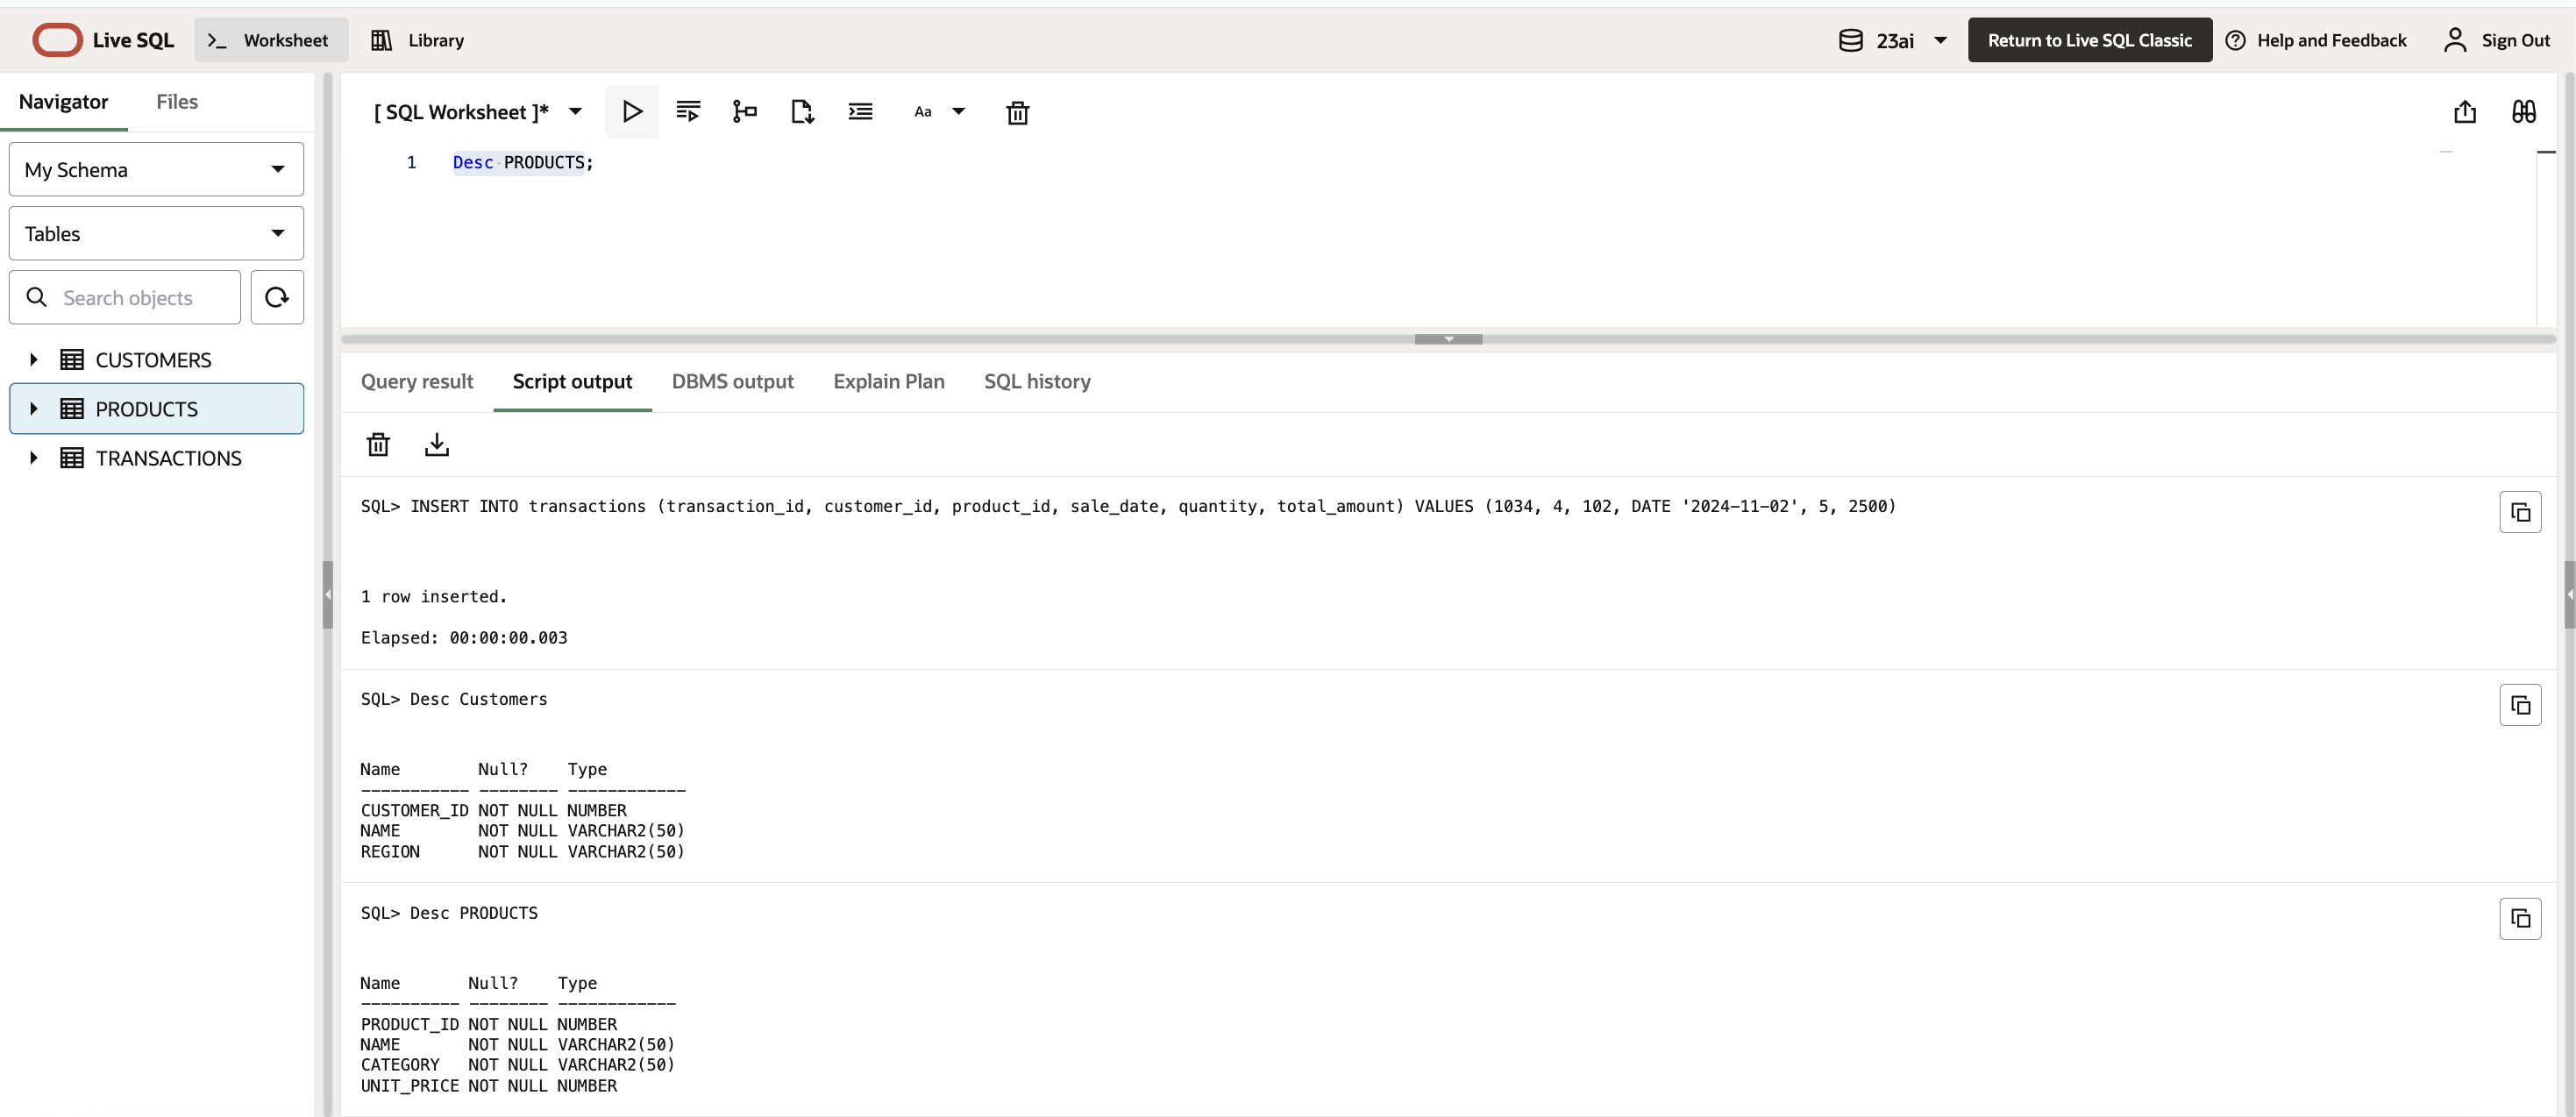 Live SQL
Worksheet
Library
23ai
Return to Live SQL Classic
Help and Feedback
Sign Out
Navigator
Files
My Schema
Tables
Search objects
CUSTOMERS
PRODUCTS
TRANSACTIONS
[ SQL Worksheet ]*
Aa
1 Desc PRODUCTS;
Query result
Script output
DBMS output
Explain Plan
SQL history
SQL> INSERT INTO transactions (transaction_id, customer_id, product_id, sale_date, quantity, total_amount) VALUES (1034, 4, 102, DATE '2024-11-02', 5, 2500)
1 row inserted.
Elapsed: 00:00:00.003
SQL> Desc Customers
Name        Null?    Type
----------- -------- ------------
CUSTOMER_ID NOT NULL NUMBER
NAME        NOT NULL VARCHAR2(50)
REGION      NOT NULL VARCHAR2(50)
SQL> Desc PRODUCTS
Name       Null?    Type
---------- -------- ------------
PRODUCT_ID NOT NULL NUMBER
NAME       NOT NULL VARCHAR2(50)
CATEGORY   NOT NULL VARCHAR2(50)
UNIT_PRICE NOT NULL NUMBER